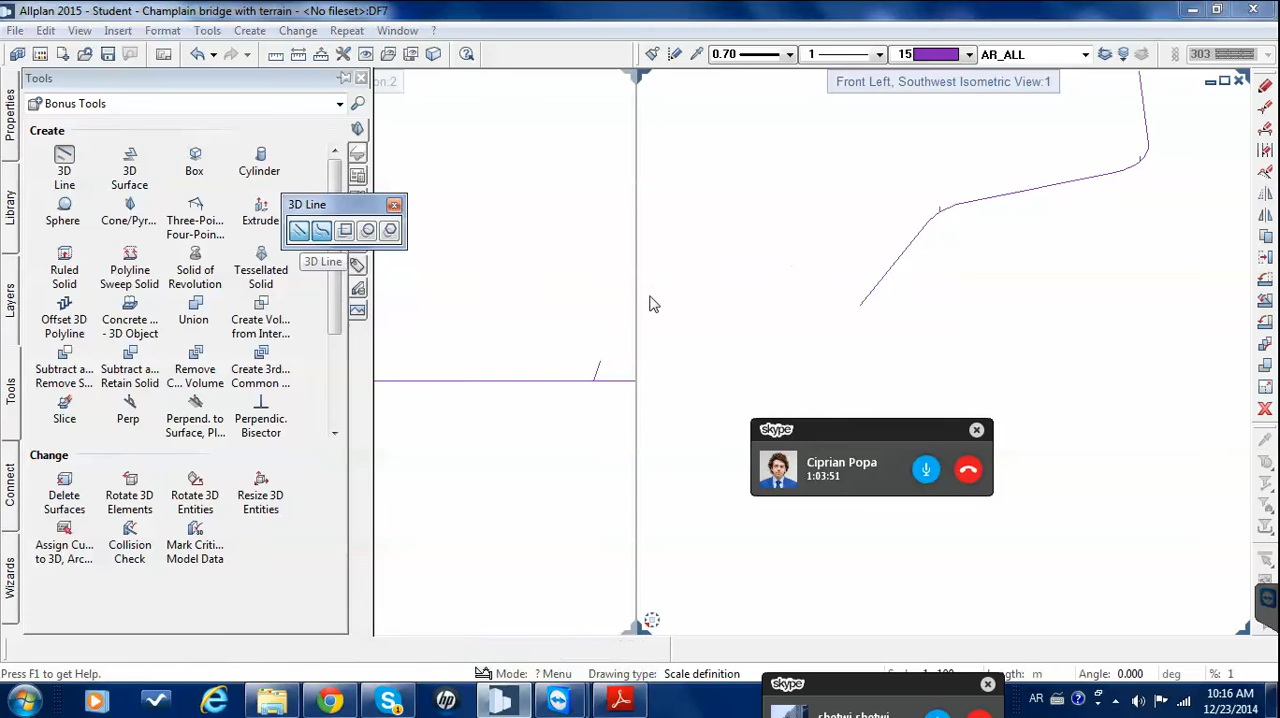 Allplan 2015 - Student - Champlain bridge with terrain - <No fileset>:DF7
File Edit View Insert Format Tools Create Change Repeat Window ?
0.70 1 15 AR_ALL 303
Tools
Bonus Tools
Create
3D Line
3D Surface
Box
Cylinder
Sphere
Cone/Pyr...
Three-Poi... Four-Poin...
Extrude
Ruled Solid
Polyline Sweep Solid
Solid of Revolution
Tessellated Solid
Offset 3D Polyline
Concrete ... - 3D Object
Union
Create Vol... from Inter...
Subtract a... Remove S...
Subtract a... Retain Solid
Remove C... Volume
Create 3rd... Common ...
Slice
Perp
Perpend. to Surface, Pl...
Perpendic. Bisector
Change
Delete Surfaces
Rotate 3D Elements
Rotate 3D Entities
Resize 3D Entities
Assign Cu... to 3D, Arc...
Collision Check
Mark Criti... Model Data
Properties
Library
Layers
Tools
Connect
Wizards
3D Line
3D Line
on:2
Front Left, Southwest Isometric View:1
skype
Ciprian Popa
1:03:51
Press F1 to get Help.
Mode: ? Menu
Drawing type: Scale definition
Angle: 0.000 deg %: 1
skype
AR
10:16 AM
12/23/2014